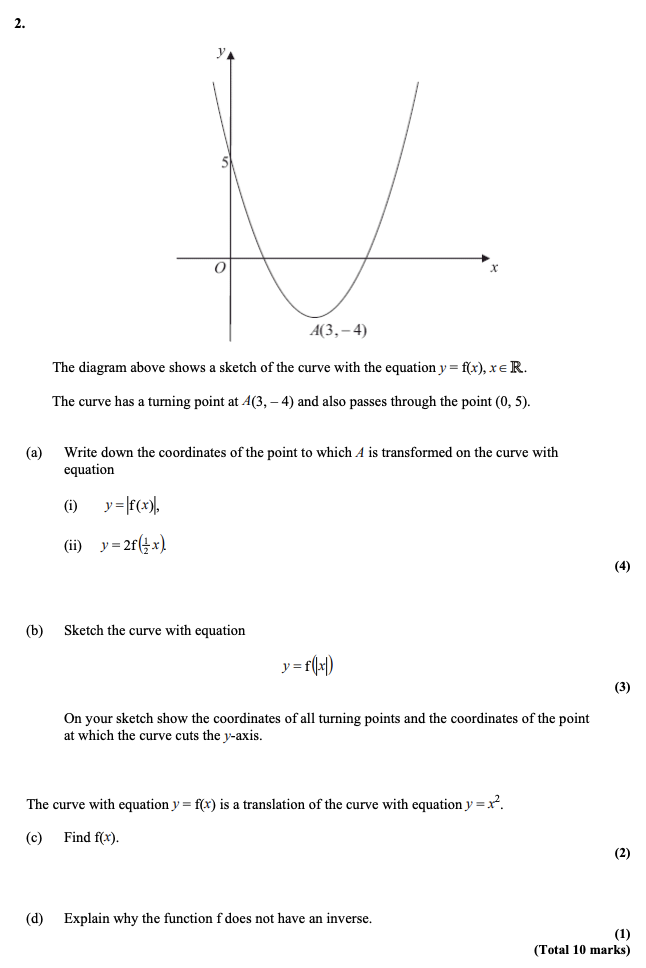 2.
y
5
O
x
A(3, – 4)
The diagram above shows a sketch of the curve with the equation y = f(x), x ∈ ℝ.
The curve has a turning point at A(3, – 4) and also passes through the point (0, 5).
(a) Write down the coordinates of the point to which A is transformed on the curve with
equation
(i) y = |f(x)|,
(ii) y = 2f(½ x).
(4)
(b) Sketch the curve with equation
y = f(|x|)
(3)
On your sketch show the coordinates of all turning points and the coordinates of the point
at which the curve cuts the y-axis.
The curve with equation y = f(x) is a translation of the curve with equation y = x².
(c) Find f(x).
(2)
(d) Explain why the function f does not have an inverse.
(1)
(Total 10 marks)